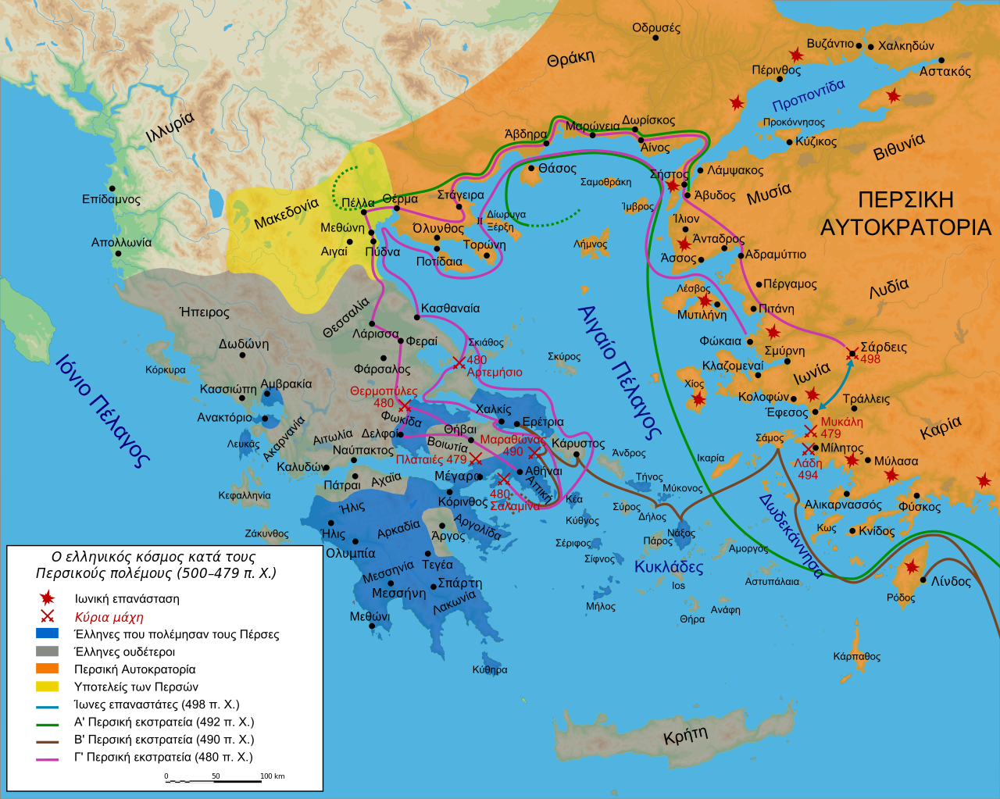 Οδρυσές
Βυζάντιο
Χαλκηδών
Θράκη
Πέρινθος
Αστακός
Προποντίδα
Ιλλυρία
Μαρώνεια
Δωρίσκος
Άβδηρα
Αίνος
Προκόννησος
Κύζικος
Βιθυνία
Θάσος
Σαμοθράκη
Σήστος
Λάμψακος
Επίδαμνος
Μακεδονία
Πέλλα
Θέρμα
Στάγειρα
Άβυδος
Μυσία
ΠΕΡΣΙΚΗ
ΑΥΤΟΚΡΑΤΟΡΙΑ
Ίμβρος
Διώρυγα
Ξέρξη
Μεθώνη
Όλυνθος
Ίλιον
Απολλωνία
Αιγαί
Πύδνα
Τορώνη
Λήμνος
Άνταδρος
Ποτίδαια
Άσσος
Αδραμύττιο
Πέργαμος
Λυδία
Λέσβος
Μυτιλήνη
Πιτάνη
Ήπειρος
Θεσσαλία
Κασθαναία
Αιγαίο Πέλαγος
Λάρισσα
Φεραί
Σκιάθος
Φώκαια
Δωδώνη
Σμύρνη
Σάρδεις
498
Ιόνιο Πέλαγος
Κόρκυρα
Φάρσαλος
480
Αρτεμήσιο
Σκύρος
Κλαζομεναί
Ιωνία
Κασσιώπη
Αμβρακία
Θερμοπύλες
480
Χίος
Κολοφών
Τράλλεις
Ανακτόριο
Φωκίδα
Χαλκίς
Ερέτρια
Έφεσος
Μυκάλη
479
Καρία
Ακαρνανία
Αιτωλία
Δελφοί
Θήβαι
Μαραθώνας
490
Λευκάς
Βοιωτία
Κάρυστος
Σάμος
Μίλητος
Ναύπακτος
Πλαταιές 479
Άνδρος
Ικαρία
Λάδη
494
Μύλασα
Καλυδών
Πάτραι
Αχαϊα
Μέγαρα
Αθήναι
Αττική
Τήνος
Μύκονος
Κεφαλληνία
Κόρινθος
480
Σαλαμίνα
Κέα
Σύρος
Δήλος
Δωδεκάννησα
Αλικαρνασσός
Φύσκος
Ήλις
Αρκαδία
Αργολίδα
Κύθνος
Ζάκυνθος
Ήλις
Άργος
Σέριφος
Πάρος
Νάξος
Κως
Κνίδος
Ολυμπία
Τεγέα
Σίφνος
Κυκλάδες
Αμοργός
Μεσσηνία
Σπάρτη
Ios
Αστυπάλαια
Λίνδος
Μεσσήνη
Λακωνία
Μήλος
Ανάφη
Ρόδος
Μεθώνι
Θήρα
Κύθηρα
Κάρπαθος
Κρήτη
Ο ελληνικός κόσμος κατά τους
Περσικούς πολέμους (500–479 π. Χ.)
Ιωνική επανάσταση
Κύρια μάχη
Έλληνες που πολέμησαν τους Πέρσες
Έλληνες ουδέτεροι
Περσική Αυτοκρατορία
Υποτελείς των Περσών
Ίωνες επαναστάτες (498 π. Χ.)
Α' Περσική εκστρατεία (492 π. Χ.)
Β' Περσική εκστρατεία (490 π. Χ.)
Γ' Περσική εκστρατεία (480 π. Χ.)
0 50 100 km